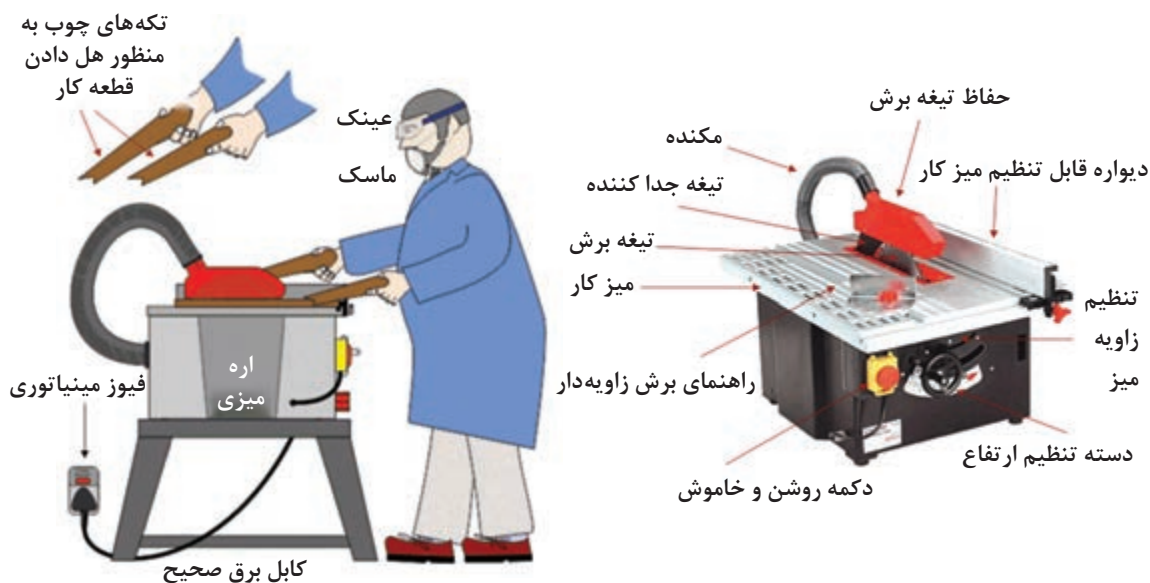 تکه‌های چوب به
منظور هل دادن
قطعه کار
عینک
ماسک
اره
میزی
فیوز مینیاتوری
کابل برق صحیح
حفاظ تیغه برش
مکنده
دیواره قابل تنظیم میز کار
تیغه جدا کننده
تیغه برش
میز کار
تنظیم
زاویه
میز
راهنمای برش زاویه‌دار
دسته تنظیم ارتفاع
دکمه روشن و خاموش